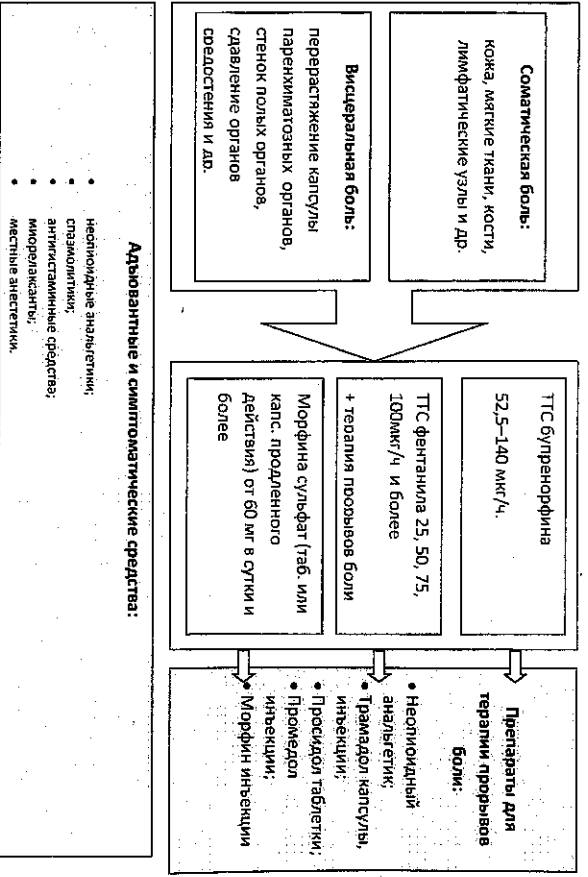 Соматическая боль:
кожа, мягкие ткани, кости,
лимфатические узлы и др.
Висцеральная боль:
перерастяжение капсулы
паренхиматозных органов,
стенок полых органов,
сдавление органов
средостения и др.
ТТС бупренорфина
52,5–140 мкг/ч.
ТТС фентанила 25, 50, 75,
100мкг/ч и более
+ терапия прорывов боли
Морфина сульфат (таб. или
капс. продленного
действия) от 60 мг в сутки и
более
Препараты для
терапии прорывов
боли:
• Неопиоидный
анальгетик;
• Трамадол капсулы,
инъекции;
• Просидол таблетки;
• Промедол
инъекции;
• Морфин инъекции
Адъювантные и симптоматические средства:
• неопиоидные анальгетики;
• спазмолитики;
• антигистаминные средства;
• миорелаксанты;
• местные анестетики.